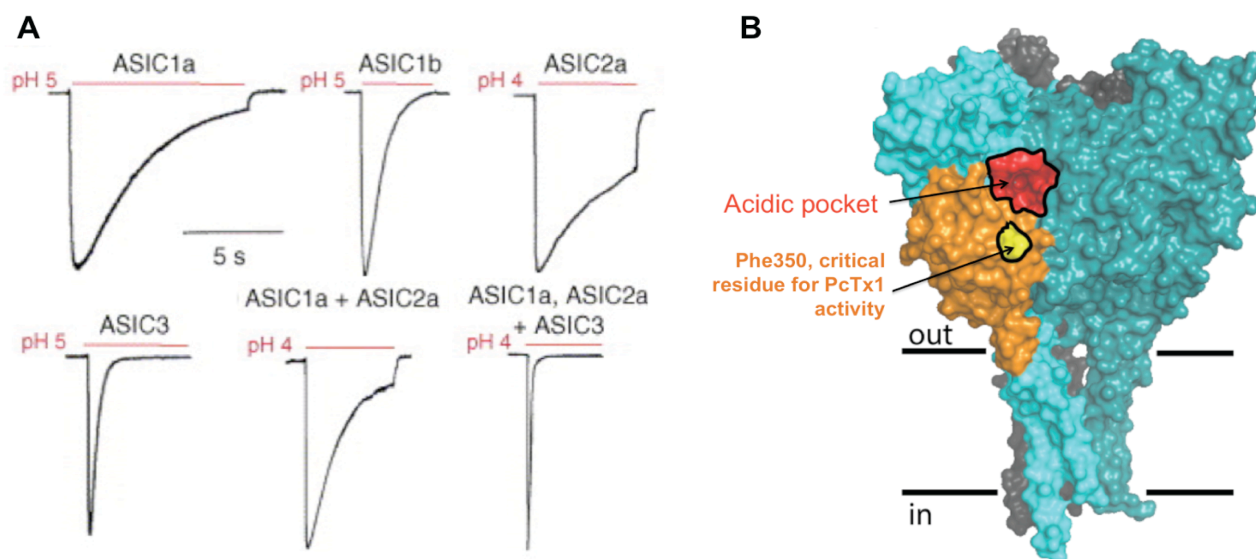 A
B
ASIC1a
pH 5
ASIC1b
pH 5
ASIC2a
pH 4
5 s
ASIC3
pH 5
ASIC1a + ASIC2a
pH 4
ASIC1a, ASIC2a
+ ASIC3
pH 4
Acidic pocket
Phe350, critical
residue for PcTx1
activity
out
in